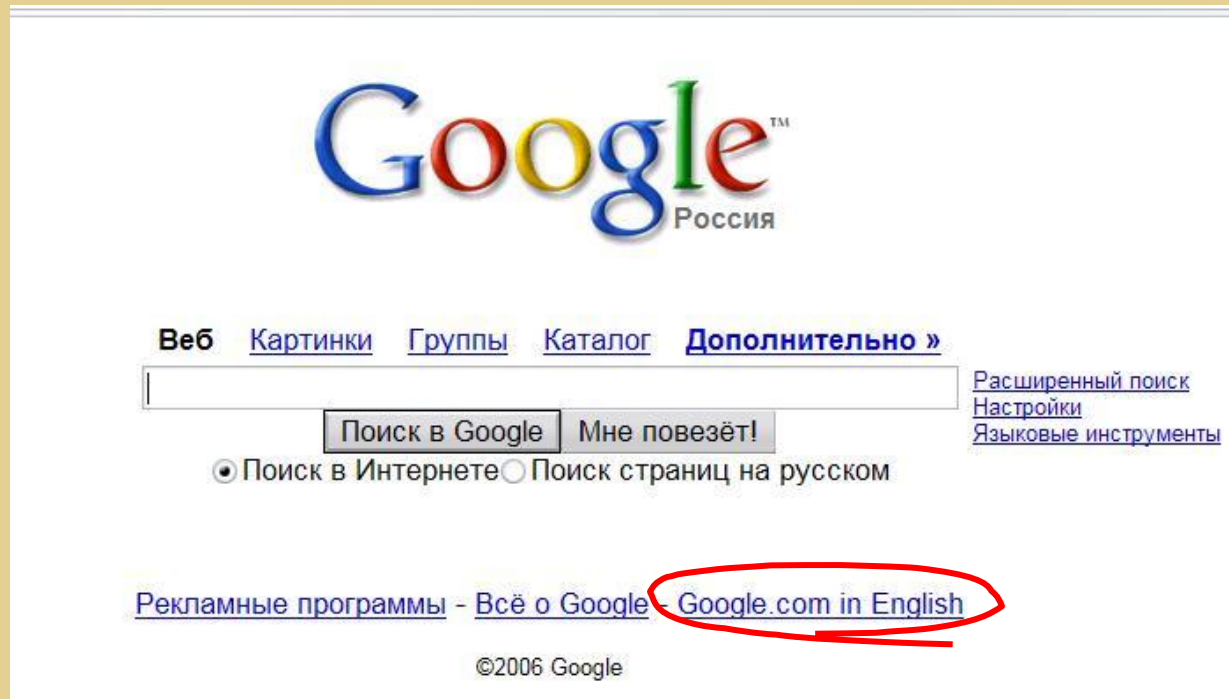 Google™
Россия
Веб Картинки Группы Каталог Дополнительно »
Расширенный поиск
Настройки
Языковые инструменты
Поиск в Google Мне повезёт!
Поиск в Интернете Поиск страниц на русском
Рекламные программы - Всё о Google - Google.com in English
©2006 Google